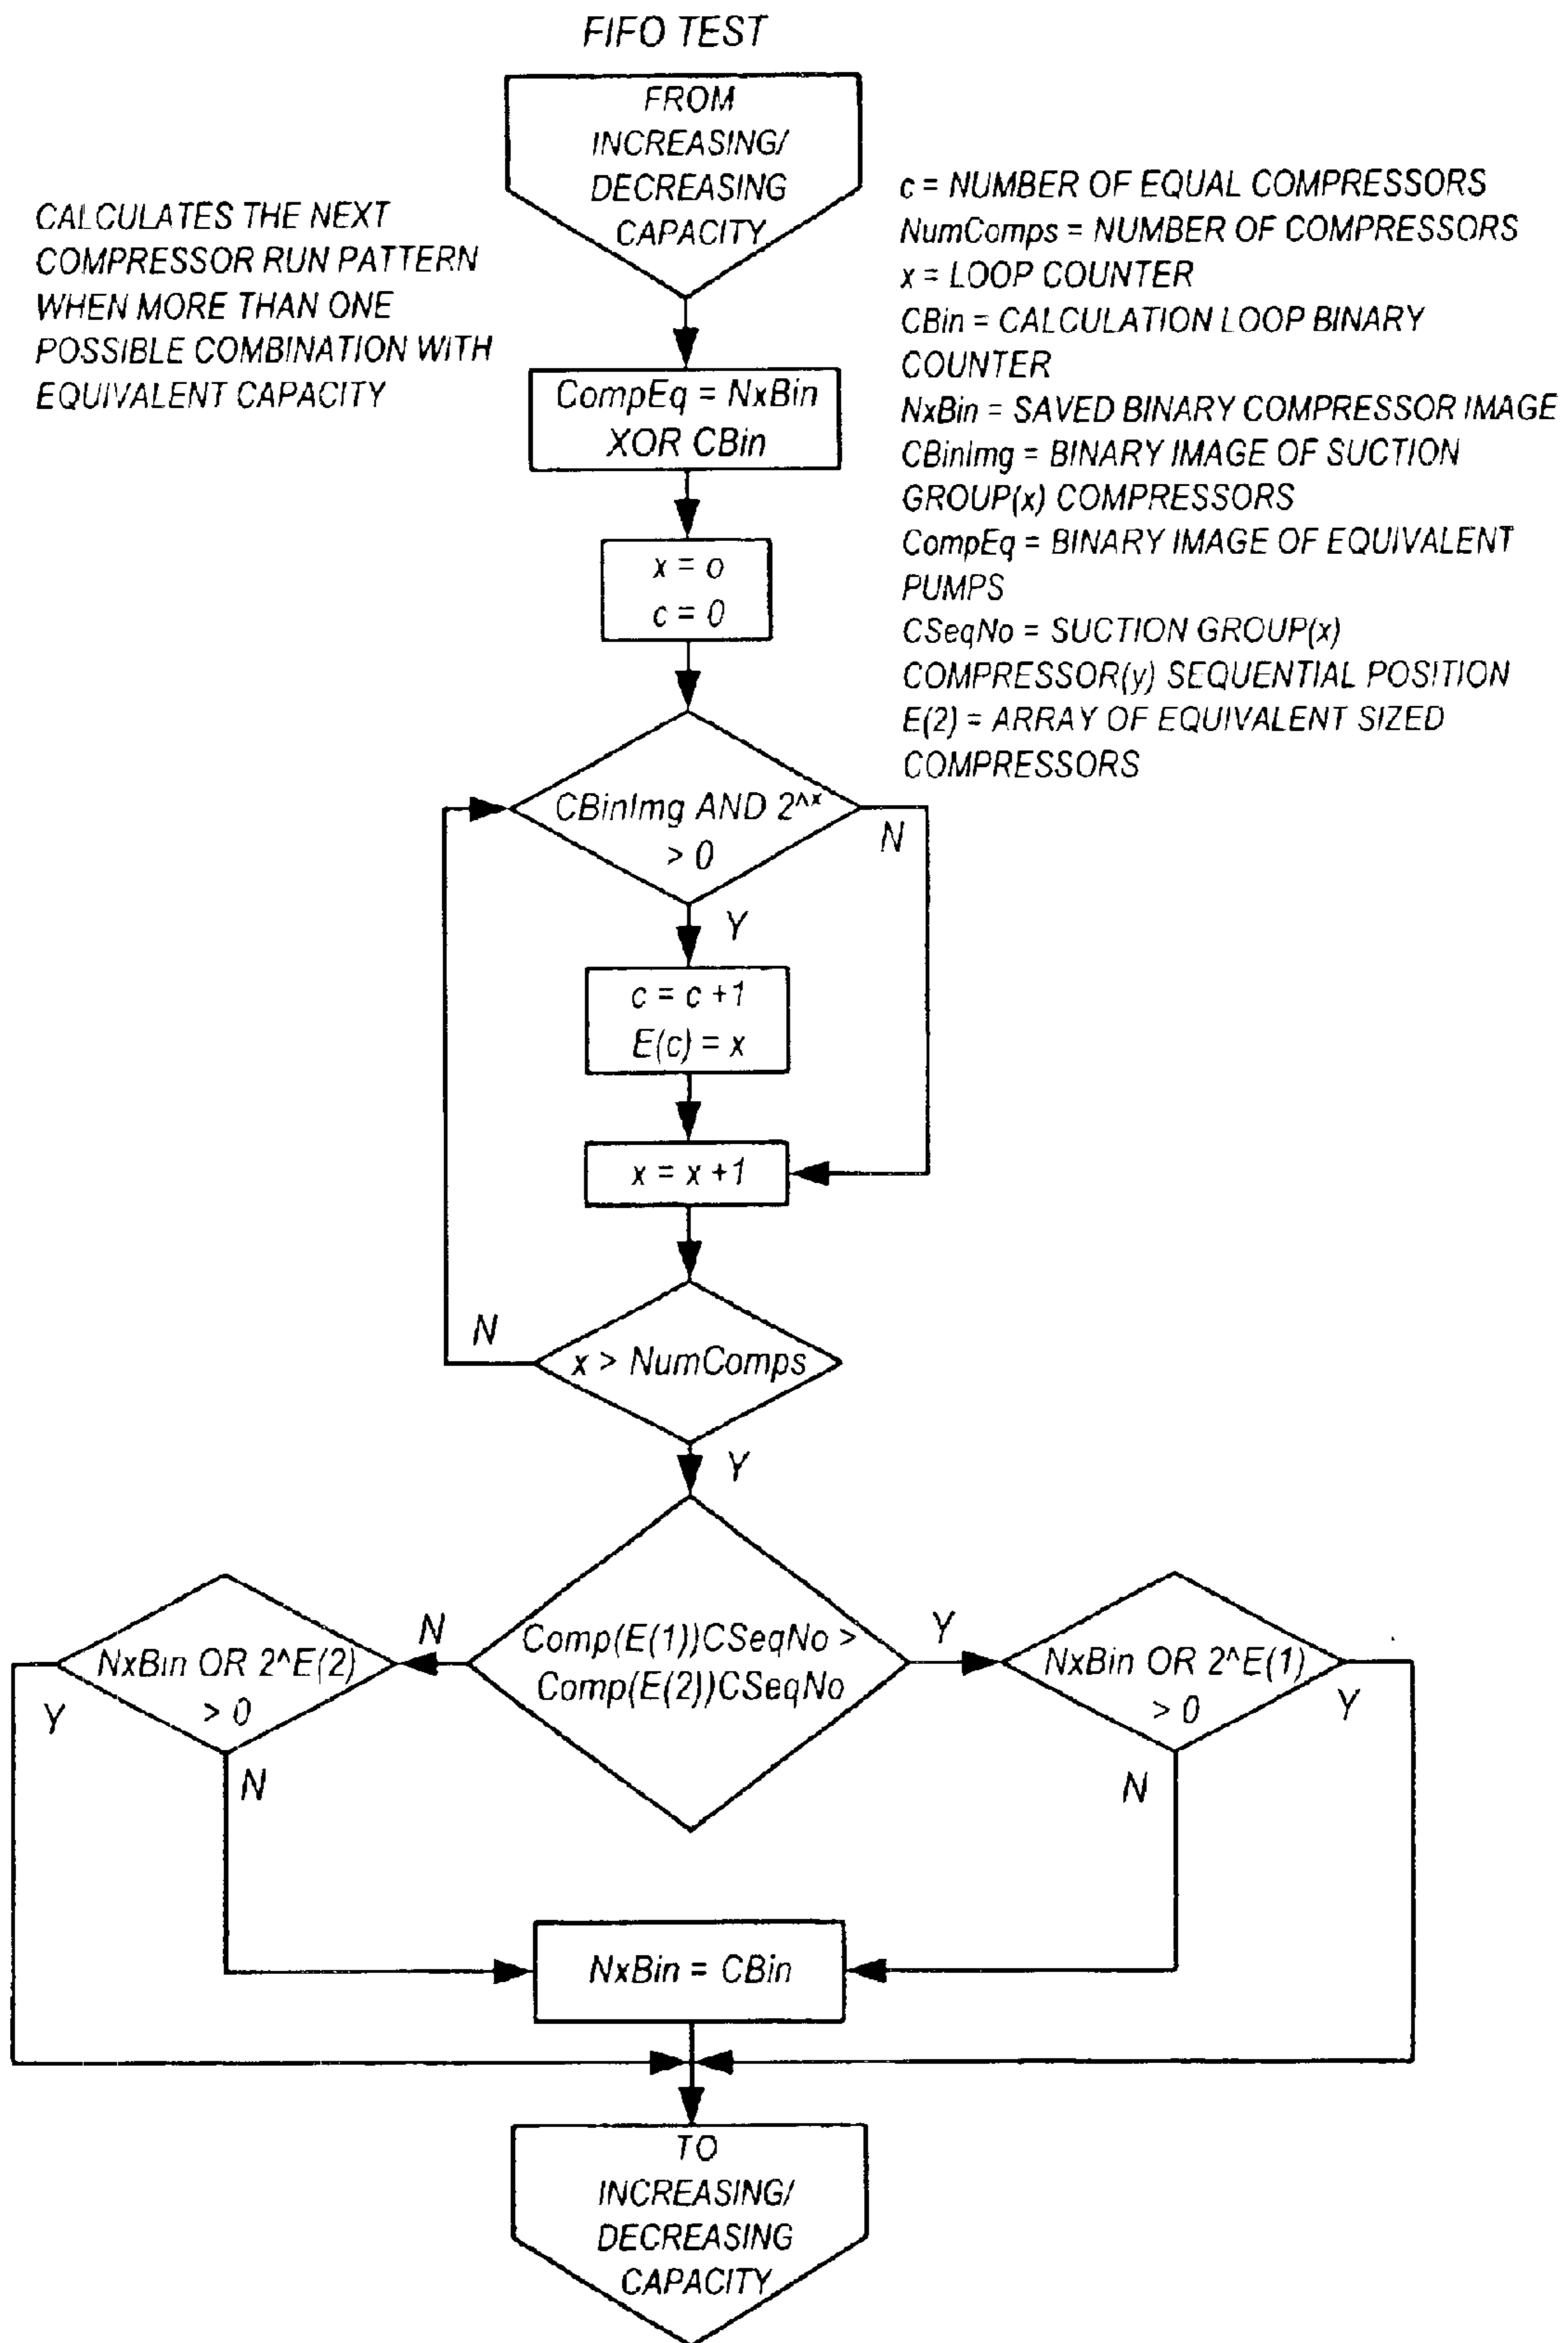 FIFO TEST
FROM
INCREASING/
DECREASING
CAPACITY
CALCULATES THE NEXT
COMPRESSOR RUN PATTERN
WHEN MORE THAN ONE
POSSIBLE COMBINATION WITH
EQUIVALENT CAPACITY
c = NUMBER OF EQUAL COMPRESSORS
NumComps = NUMBER OF COMPRESSORS
x = LOOP COUNTER
CBin = CALCULATION LOOP BINARY
COUNTER
NxBin = SAVED BINARY COMPRESSOR IMAGE
CBinImg = BINARY IMAGE OF SUCTION
GROUP(x) COMPRESSORS
CompEq = BINARY IMAGE OF EQUIVALENT
PUMPS
CSeqNo = SUCTION GROUP(x)
COMPRESSOR(y) SEQUENTIAL POSITION
E(2) = ARRAY OF EQUIVALENT SIZED
COMPRESSORS
CompEq = NxBin
XOR CBin
x = o
c = 0
CBinImg AND 2^x
> 0
N
Y
c = c +1
E(c) = x
x = x +1
N
x > NumComps
Y
Comp(E(1))CSeqNo >
Comp(E(2))CSeqNo
N
Y
NxBin OR 2^E(2)
> 0
Y
N
NxBin OR 2^E(1)
> 0
Y
N
NxBin = CBin
TO
INCREASING/
DECREASING
CAPACITY